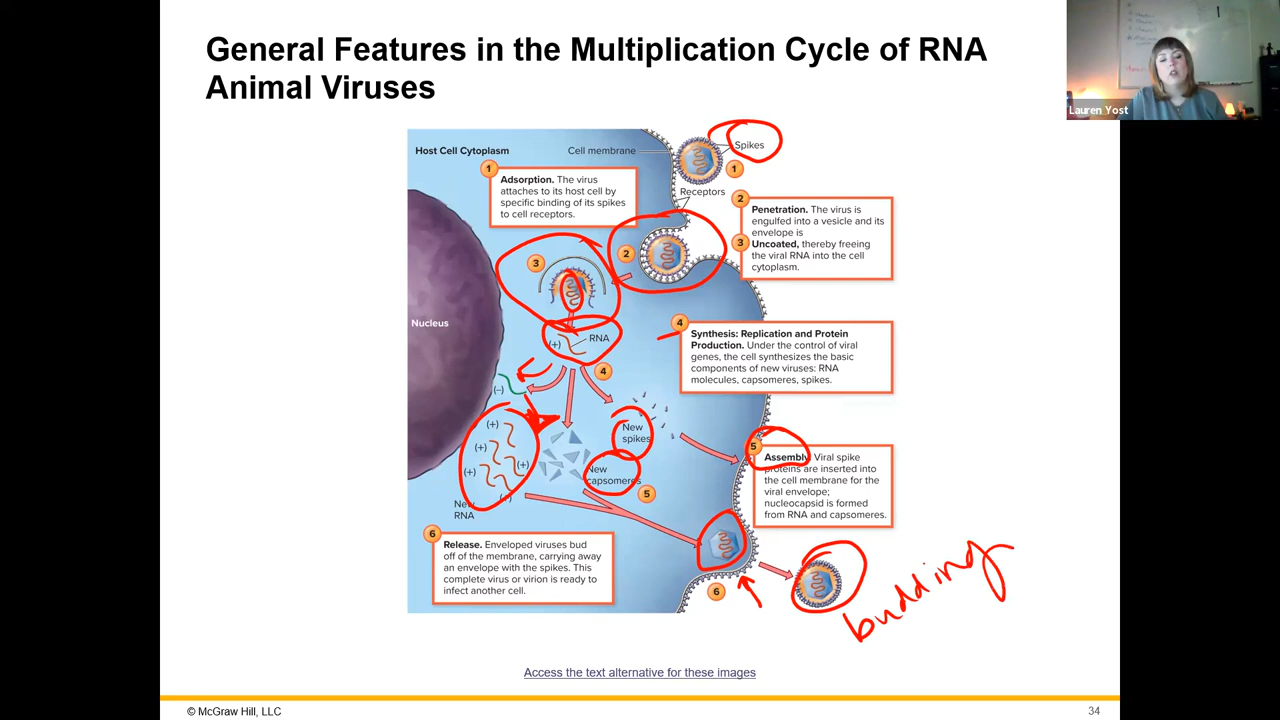 General Features in the Multiplication Cycle of RNA
Animal Viruses
Lauren Yost
Host Cell Cytoplasm
Cell membrane
Spikes
1
1
Adsorption. The virus
attaches to its host cell by
specific binding of its spikes
to cell receptors.
Receptors
2
Penetration. The virus is
engulfed into a vesicle and its
envelope is
3
Uncoated, thereby freeing
the viral RNA into the cell
cytoplasm.
2
3
Nucleus
(+)
RNA
4
4
Synthesis: Replication and Protein
Production. Under the control of viral
genes, the cell synthesizes the basic
components of new viruses: RNA
molecules, capsomeres, spikes.
(–)
(+)
(+)
(+)
(+)
(+)
New
spikes
New
capsomeres
5
New
RNA
5
Assembly. Viral spike
proteins are inserted into
the cell membrane for the
viral envelope;
nucleocapsid is formed
from RNA and capsomeres.
6
Release. Enveloped viruses bud
off of the membrane, carrying away
an envelope with the spikes. This
complete virus or virion is ready to
infect another cell.
6
budding
Access the text alternative for these images
© McGraw Hill, LLC
34